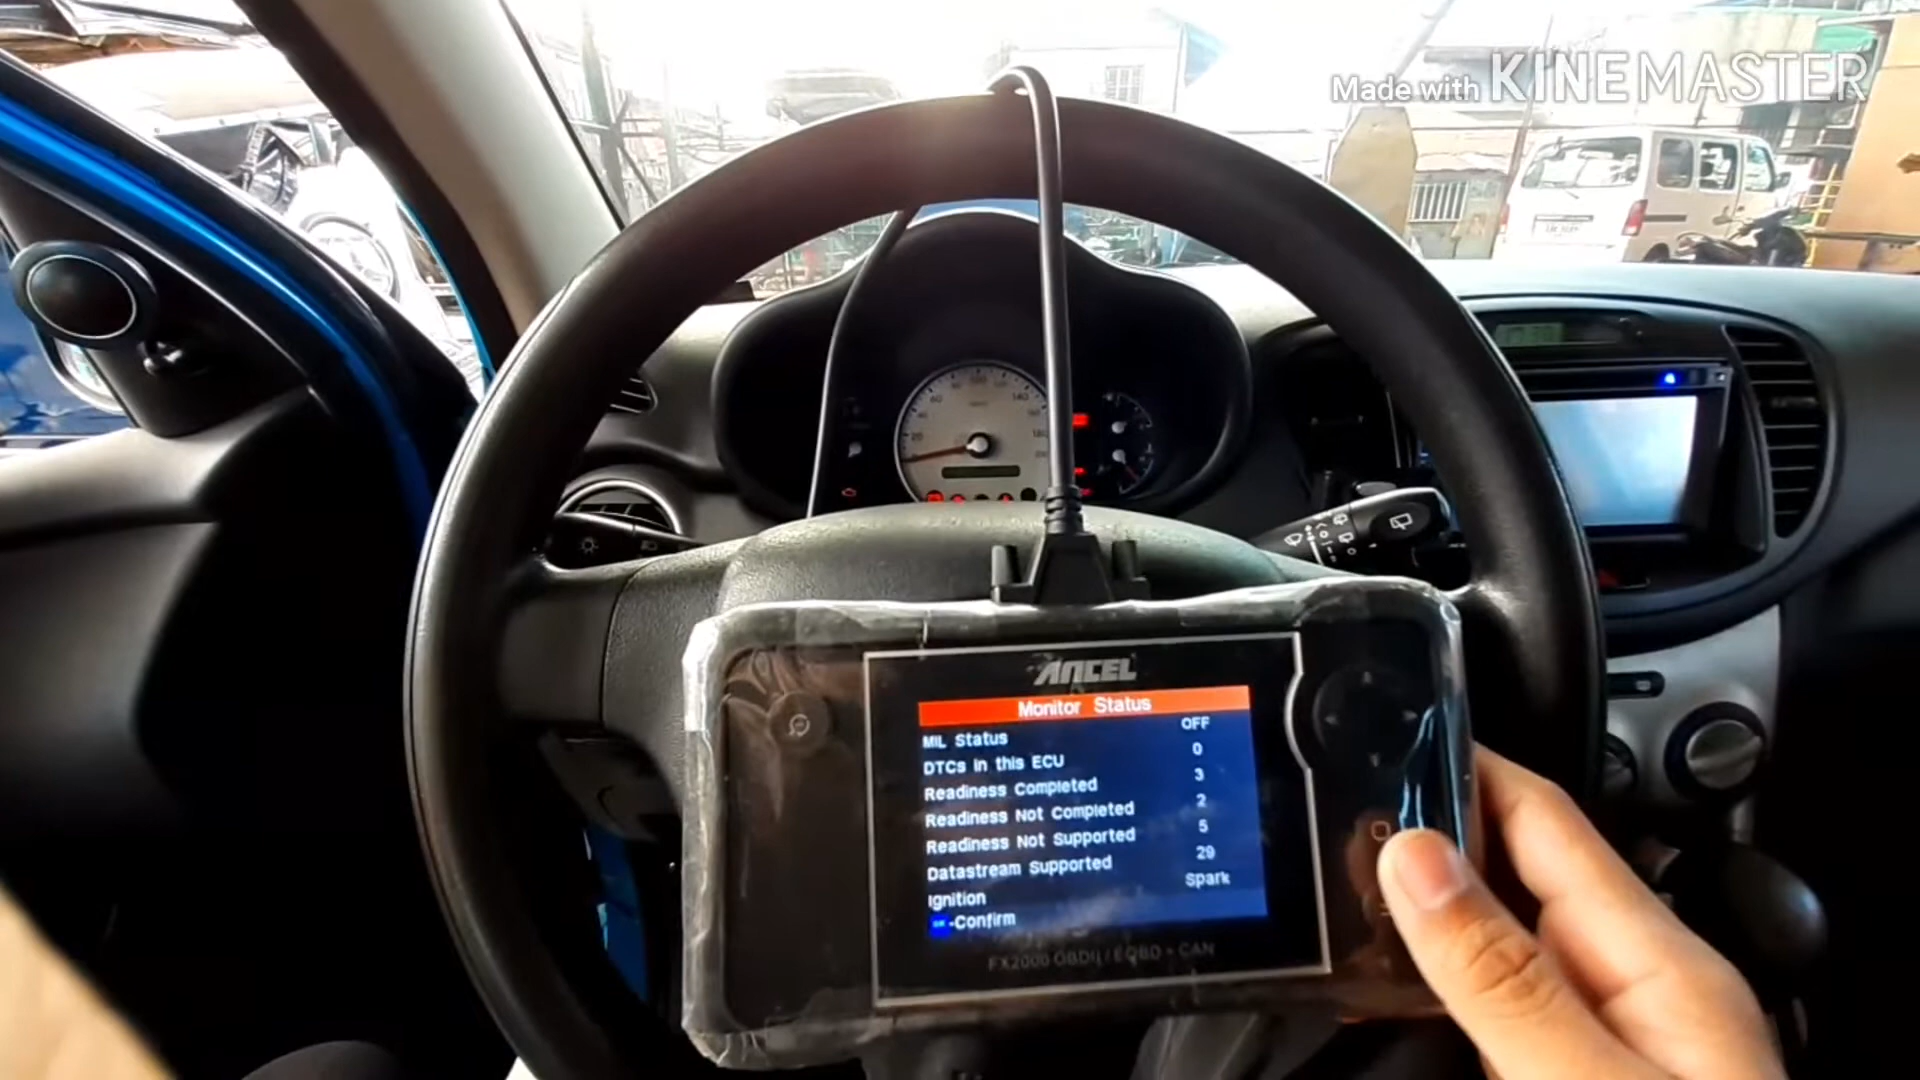 Made with KINEMASTER
ANCEL
Monitor Status
MIL Status OFF
DTCs in this ECU 0
Readiness Completed 3
Readiness Not Completed 2
Readiness Not Supported 5
Datastream Supported 29
Ignition Spark
-Confirm
FX2000 OBDII / EOBD + CAN